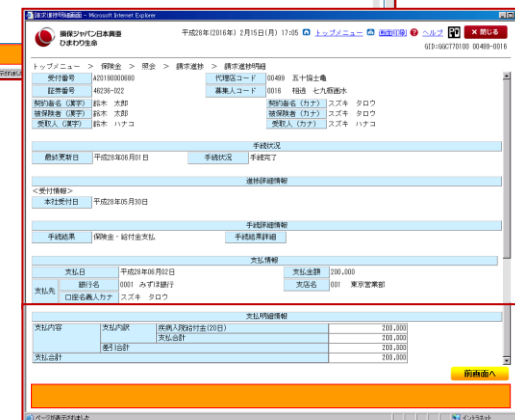 請求進捗明細画面 - Microsoft Internet Explorer
損保ジャパン日本興亜
ひまわり生命
平成28年(2016年) 2月15日(月) 17:05 トップメニュー 画面印刷 ヘルプ × 閉じる
GID:GGC770103 00499-0016
トップメニュー > 保険金 > 照会 > 請求進捗 > 請求進捗明細
受付番号 A20180000680 代理店コード 00499 五十協士亀
証券番号 46236-022 募集人コード 0016
契約者名(漢字) 鈴木 太郎 契約者名(カナ) スズキ タロウ
被保険者(漢字) 鈴木 太郎 被保険者(カナ) スズキ タロウ
受取人(漢字) 鈴木 ハナコ 受取人(カナ) スズキ ハナコ
手続状況
最終更新日 平成28年06月01日 手続状況 手続完了
進捗詳細情報
<受付情報>
本社受付日 平成28年05月30日
手続詳細情報
手続結果 保険金・給付金支払 手続結果詳細
支払情報
支払日 平成28年06月02日 支払金額 200,000
支払先 銀行名 0001 みずほ銀行 支店名 001 東京営業部
口座名義人カナ スズキ タロウ
支払明細情報
支払内容 支払内訳 疾病入院給付金(20日) 200,000
支払合計 200,000
差引合計 200,000
支払合計 200,000
前画面へ
ページが表示されました
イントラネット